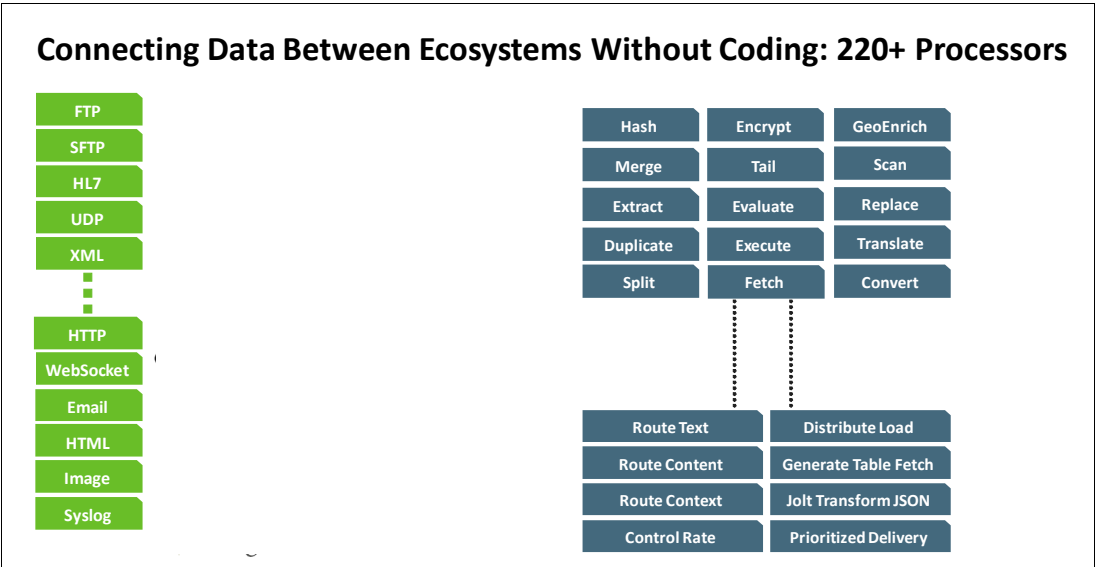 Connecting Data Between Ecosystems Without Coding: 220+ Processors
FTP
SFTP
HL7
UDP
XML
HTTP
WebSocket
Email
HTML
Image
Syslog
Hash
Encrypt
GeoEnrich
Merge
Tail
Scan
Extract
Evaluate
Replace
Duplicate
Execute
Translate
Split
Fetch
Convert
Route Text
Distribute Load
Route Content
Generate Table Fetch
Route Context
Jolt Transform JSON
Control Rate
Prioritized Delivery